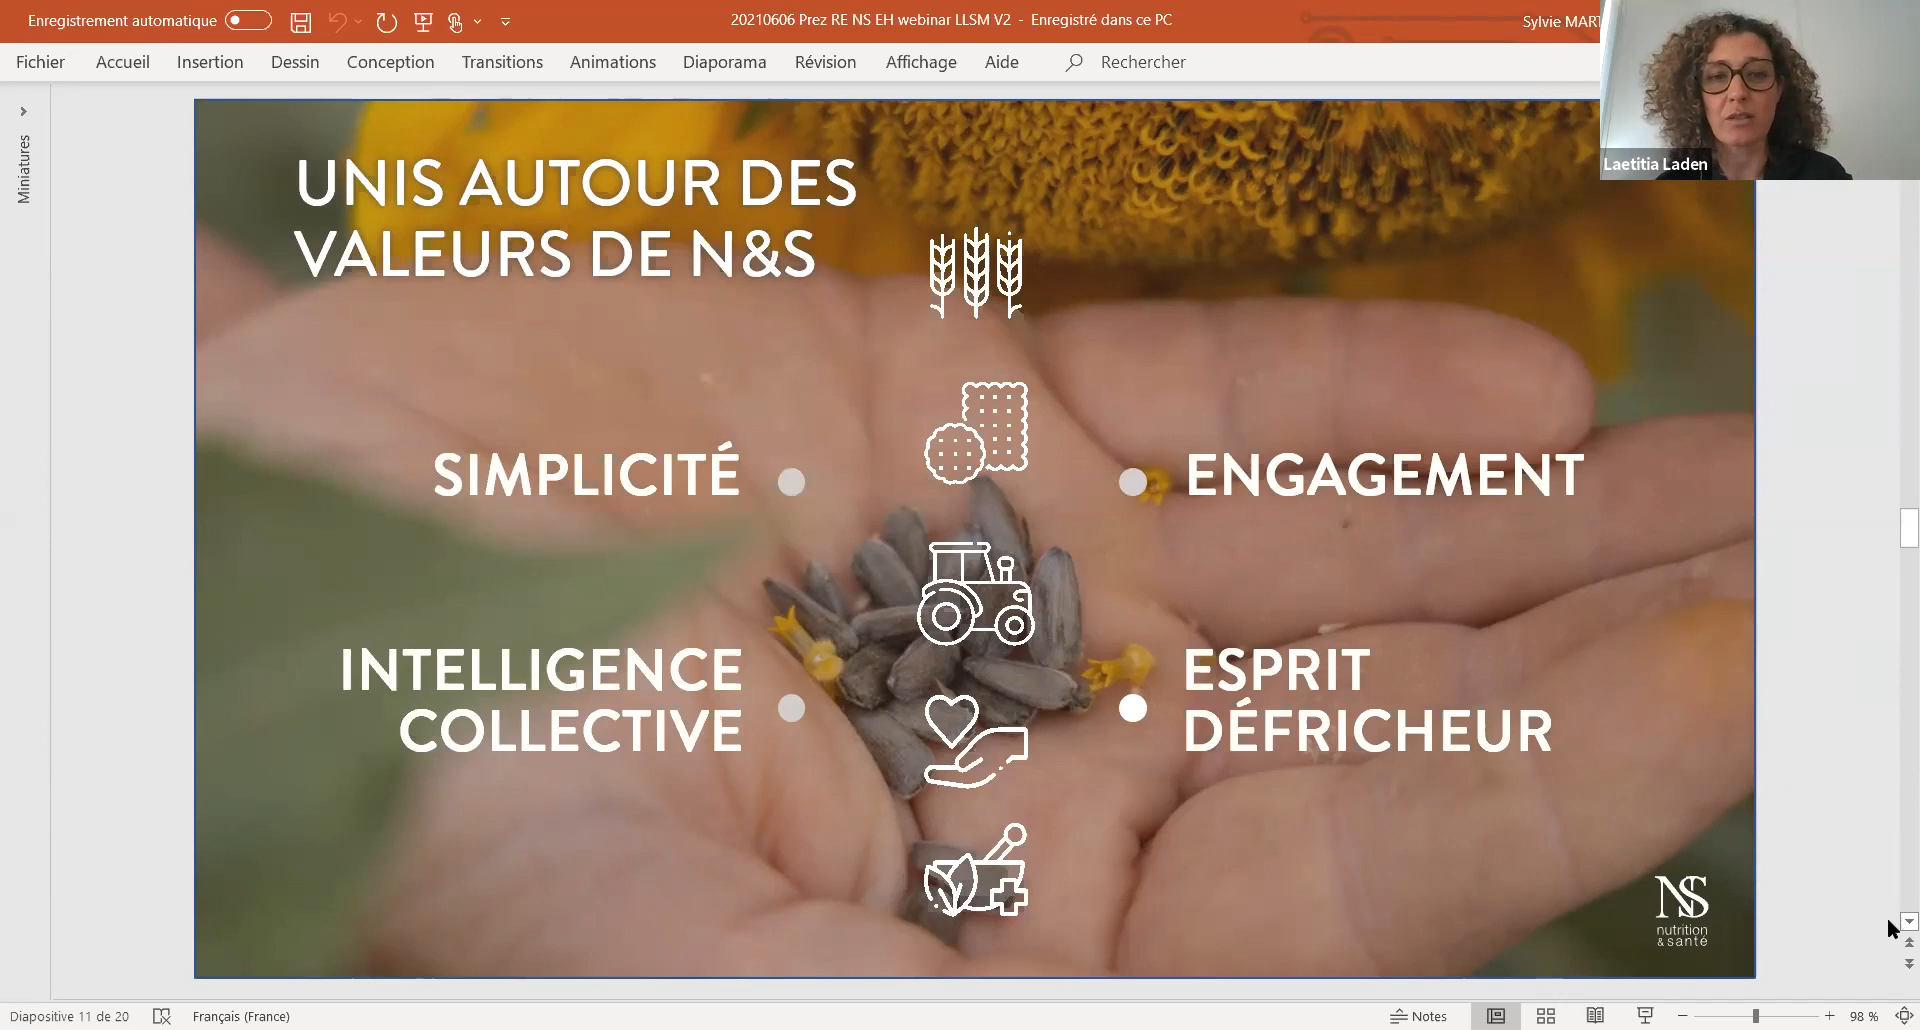 Enregistrement automatique
20210606 Prez RE NS EH webinar LLSM V2 - Enregistré dans ce PC
Sylvie
Fichier Accueil Insertion Dessin Conception Transitions Animations Diaporama Révision Affichage Aide Rechercher
Laetitia Laden
Miniatures
UNIS AUTOUR DES
VALEURS DE N&S
SIMPLICITÉ
ENGAGEMENT
INTELLIGENCE
COLLECTIVE
ESPRIT
DÉFRICHEUR
NS
nutrition
& santé
Diapositive 11 de 20 Français (France) Notes 98 %